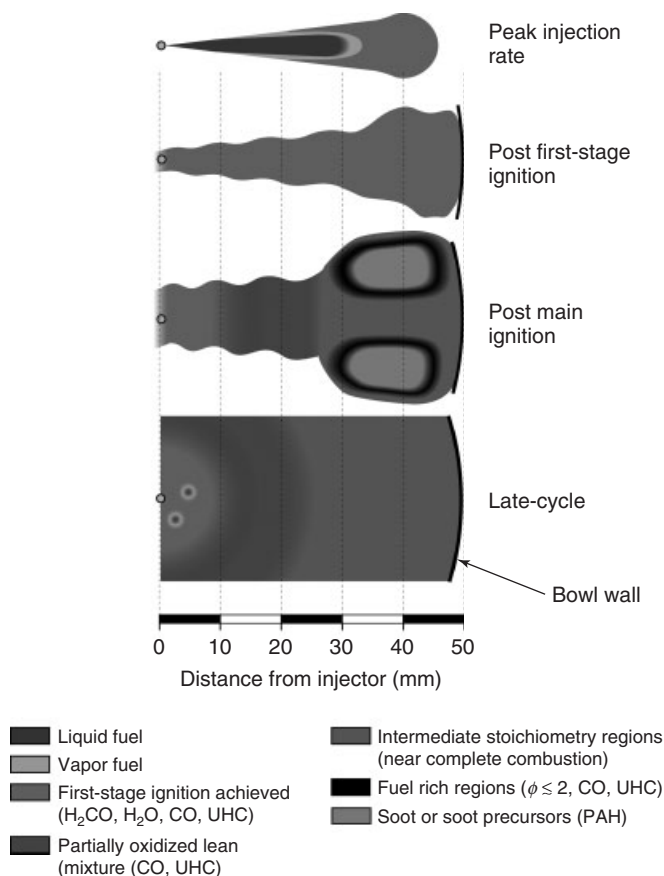 Peak injection
rate
Post first-stage
ignition
Post main
ignition
Late-cycle
Bowl wall
0 10 20 30 40 50
Distance from injector (mm)
Liquid fuel
Vapor fuel
First-stage ignition achieved
(H₂CO, H₂O, CO, UHC)
Partially oxidized lean
(mixture (CO, UHC)
Intermediate stoichiometry regions
(near complete combustion)
Fuel rich regions (ϕ ≲ 2, CO, UHC)
Soot or soot precursors (PAH)